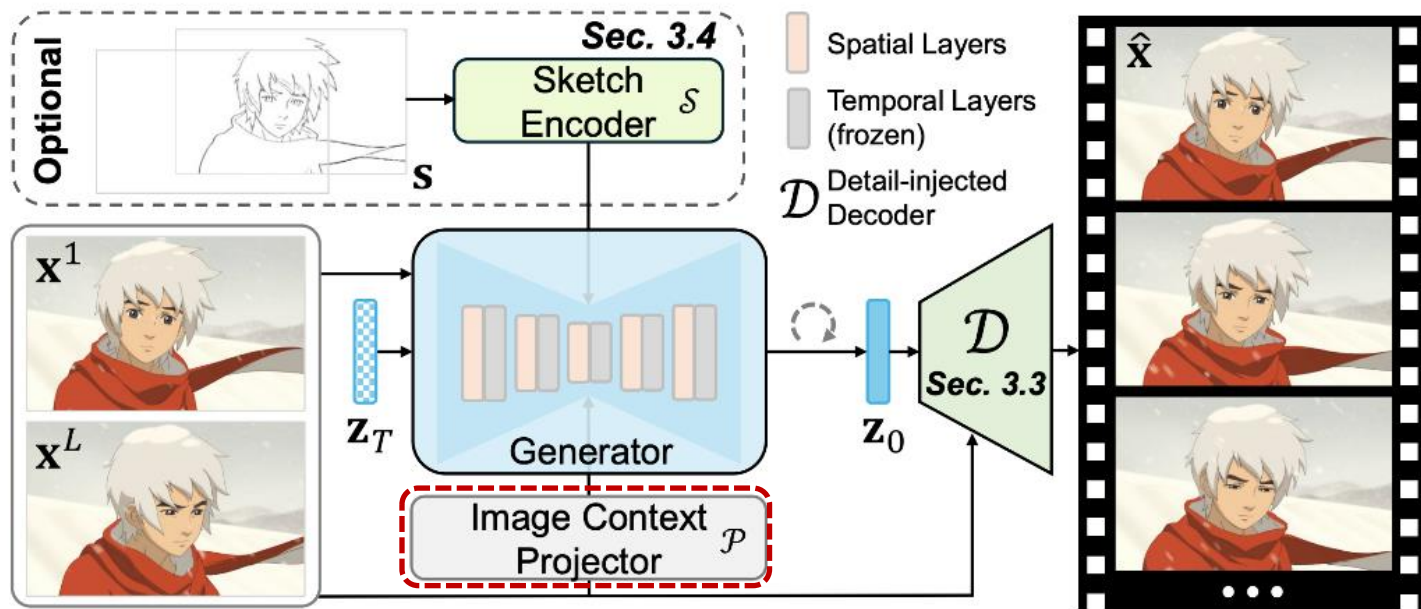 Optional
Sec. 3.4
Sketch
Encoder 𝒮
s
Spatial Layers
Temporal Layers
(frozen)
𝒟 Detail-injected
Decoder
x̂
x¹
xᴸ
z_T
Generator
z₀
𝒟
Sec. 3.3
Image Context
Projector 𝒫